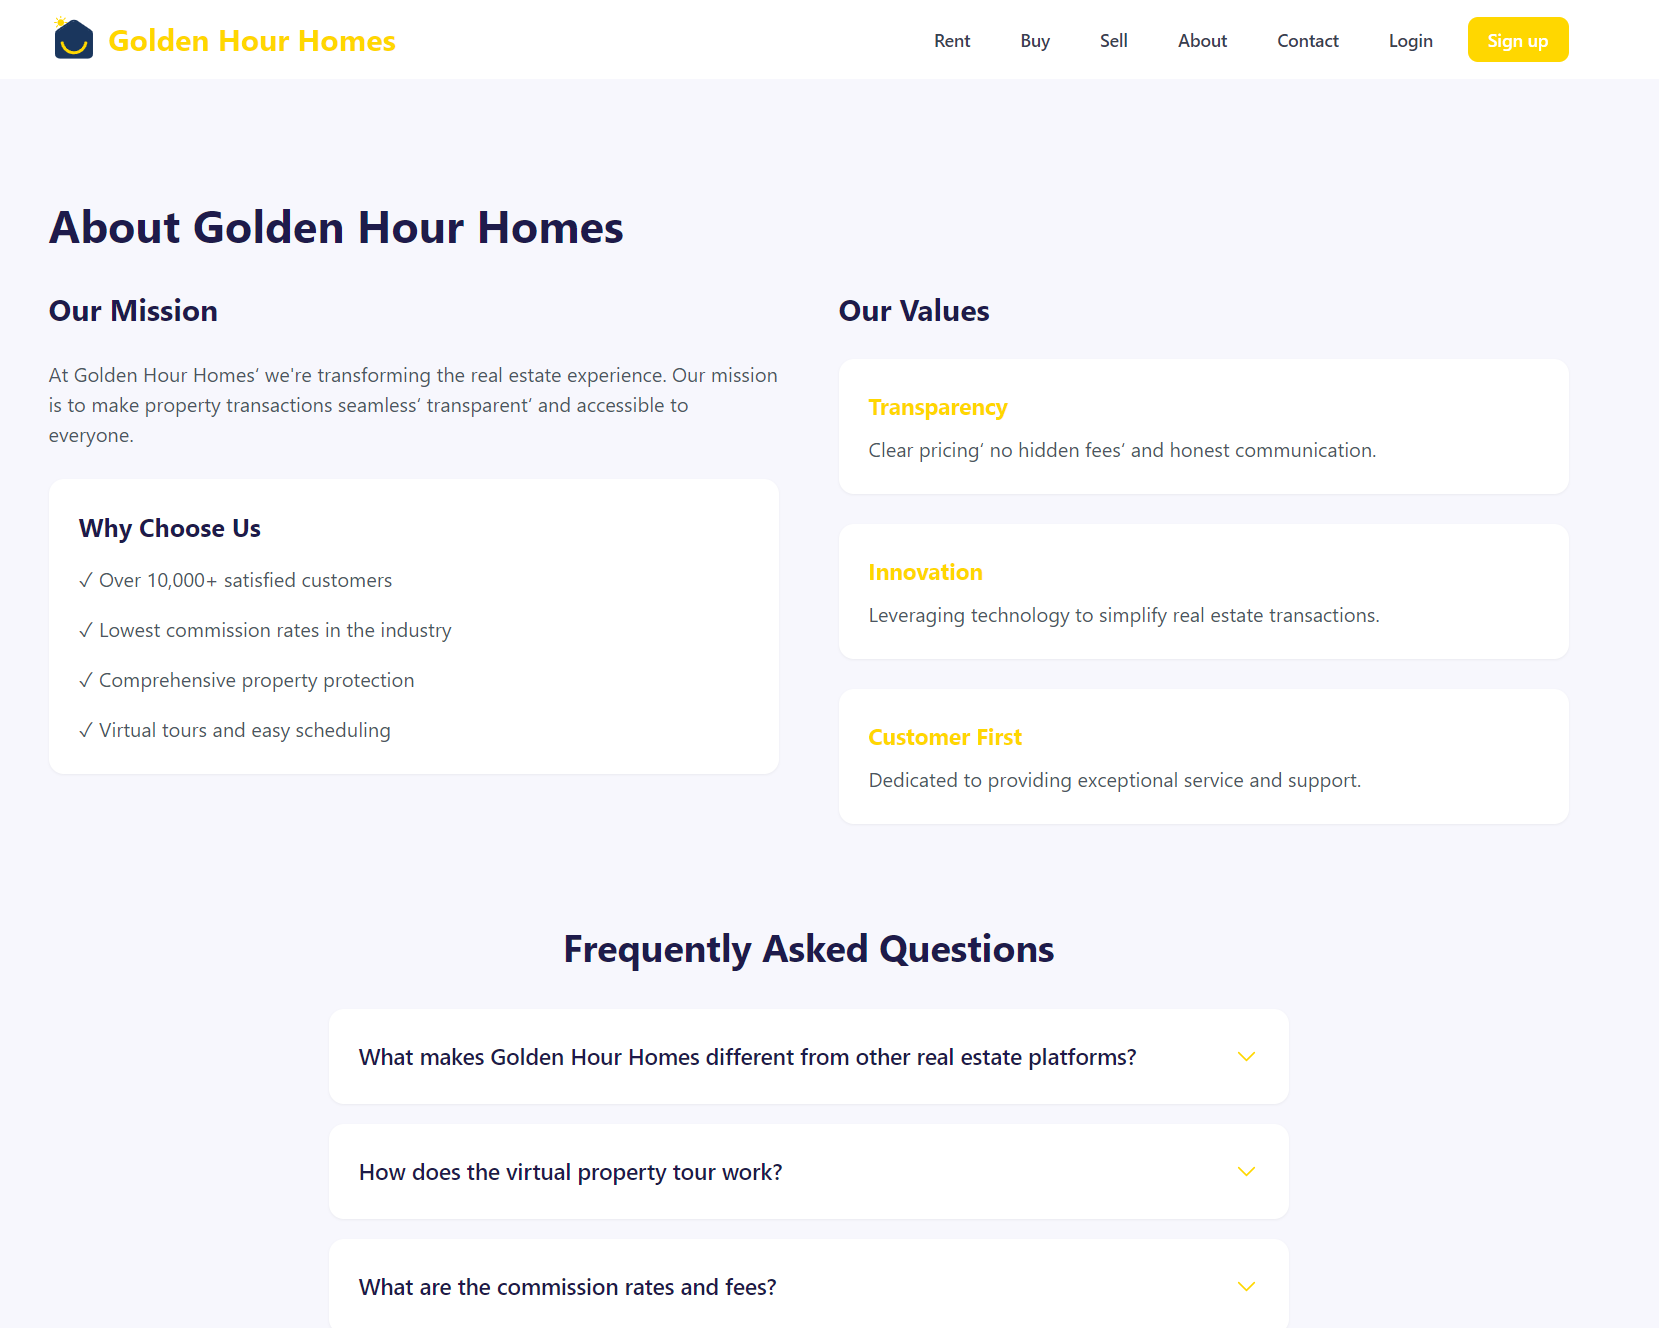 Golden Hour Homes
Rent Buy Sell About Contact Login Sign up
About Golden Hour Homes
Our Mission
At Golden Hour Homes‘ we're transforming the real estate experience. Our mission
is to make property transactions seamless‘ transparent‘ and accessible to
everyone.
Why Choose Us
✓ Over 10,000+ satisfied customers
✓ Lowest commission rates in the industry
✓ Comprehensive property protection
✓ Virtual tours and easy scheduling
Our Values
Transparency
Clear pricing‘ no hidden fees‘ and honest communication.
Innovation
Leveraging technology to simplify real estate transactions.
Customer First
Dedicated to providing exceptional service and support.
Frequently Asked Questions
What makes Golden Hour Homes different from other real estate platforms?
How does the virtual property tour work?
What are the commission rates and fees?